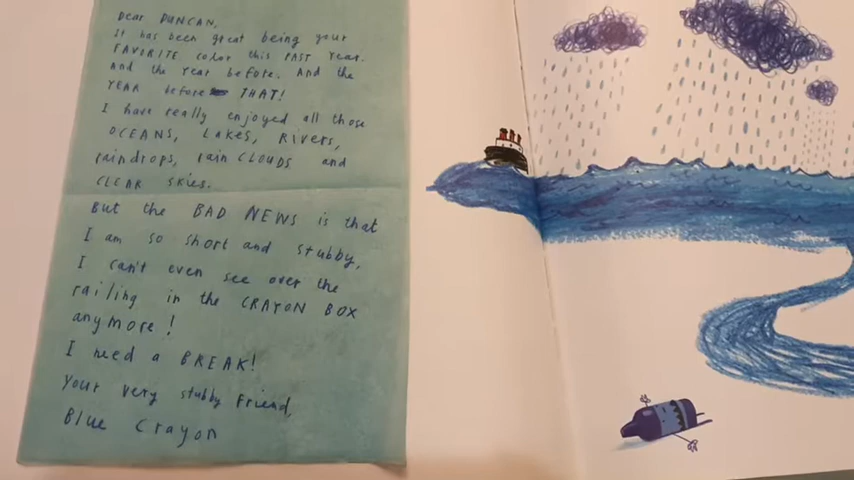 Dear DUNCAN,
It has been great being your
FAVORITE color this PAST year.
And the year before. And the
YEAR before THAT!
I have really enjoyed all those
OCEANS, LAKES, RIVERS,
raindrops, rain CLOUDS and
CLEAR skies.
But the BAD NEWS is that
I am so short and stubby,
I can't even see over the
railing in the CRAYON BOX
anymore!
I need a BREAK!
Your very stubby friend,
Blue Crayon